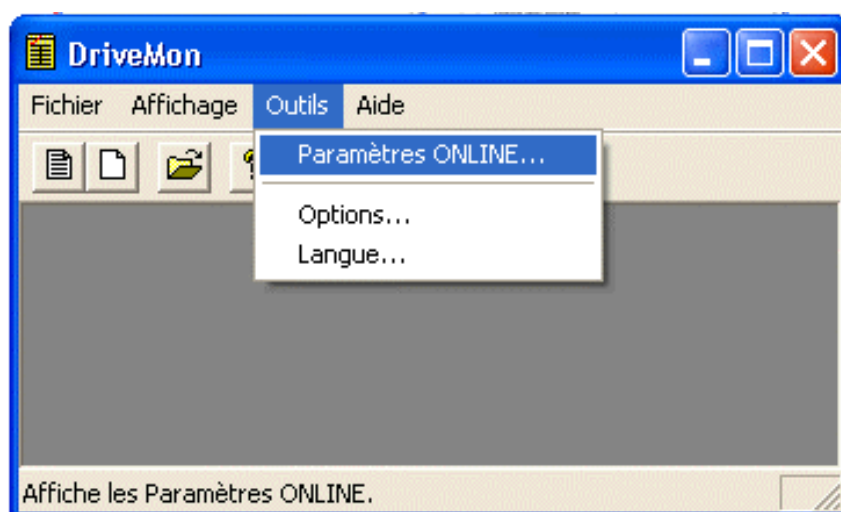 DriveMon
Fichier Affichage Outils Aide
Paramètres ONLINE...
Options...
Langue...
Affiche les Paramètres ONLINE.